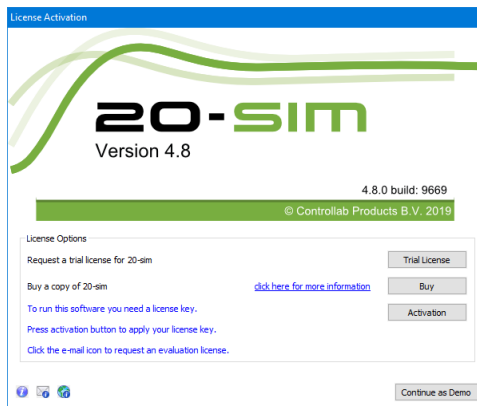 License Activation
20-sim
Version 4.8
4.8.0 build: 9669
© Controllab Products B.V. 2019
License Options
Request a trial license for 20-sim
Trial License
Buy a copy of 20-sim
click here for more information
Buy
To run this software you need a license key.
Activation
Press activation button to apply your license key.
Click the e-mail icon to request an evaluation license.
Continue as Demo